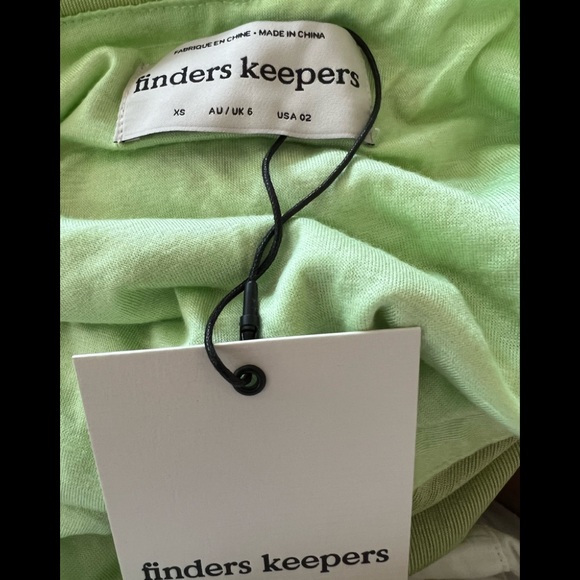 FABRIQUE EN CHINE • MADE IN CHINA
finders keepers
XS AU / UK 6 USA 02
finders keepers